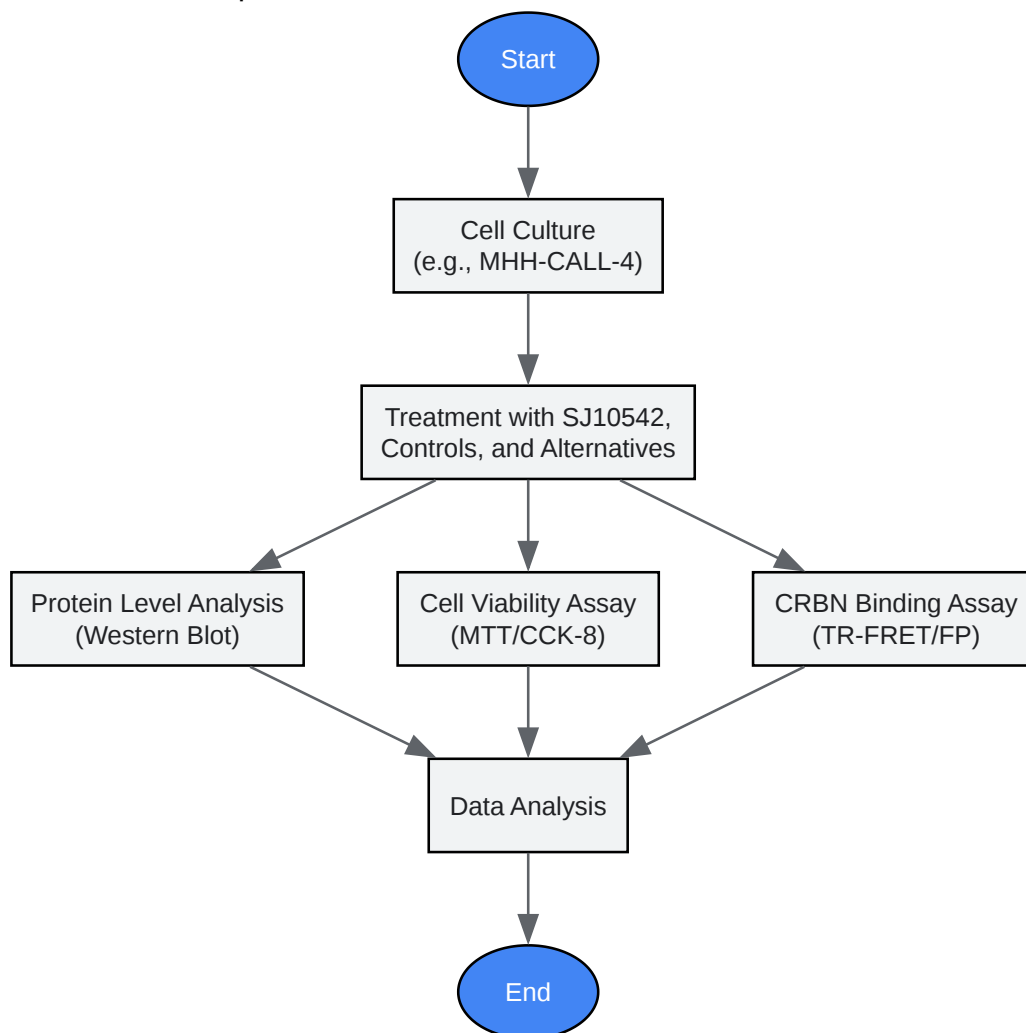 Start
Cell Culture
(e.g., MHH-CALL-4)
Treatment with SJ10542,
Controls, and Alternatives
Protein Level Analysis
(Western Blot)
Cell Viability Assay
(MTT/CCK-8)
CRBN Binding Assay
(TR-FRET/FP)
Data Analysis
End